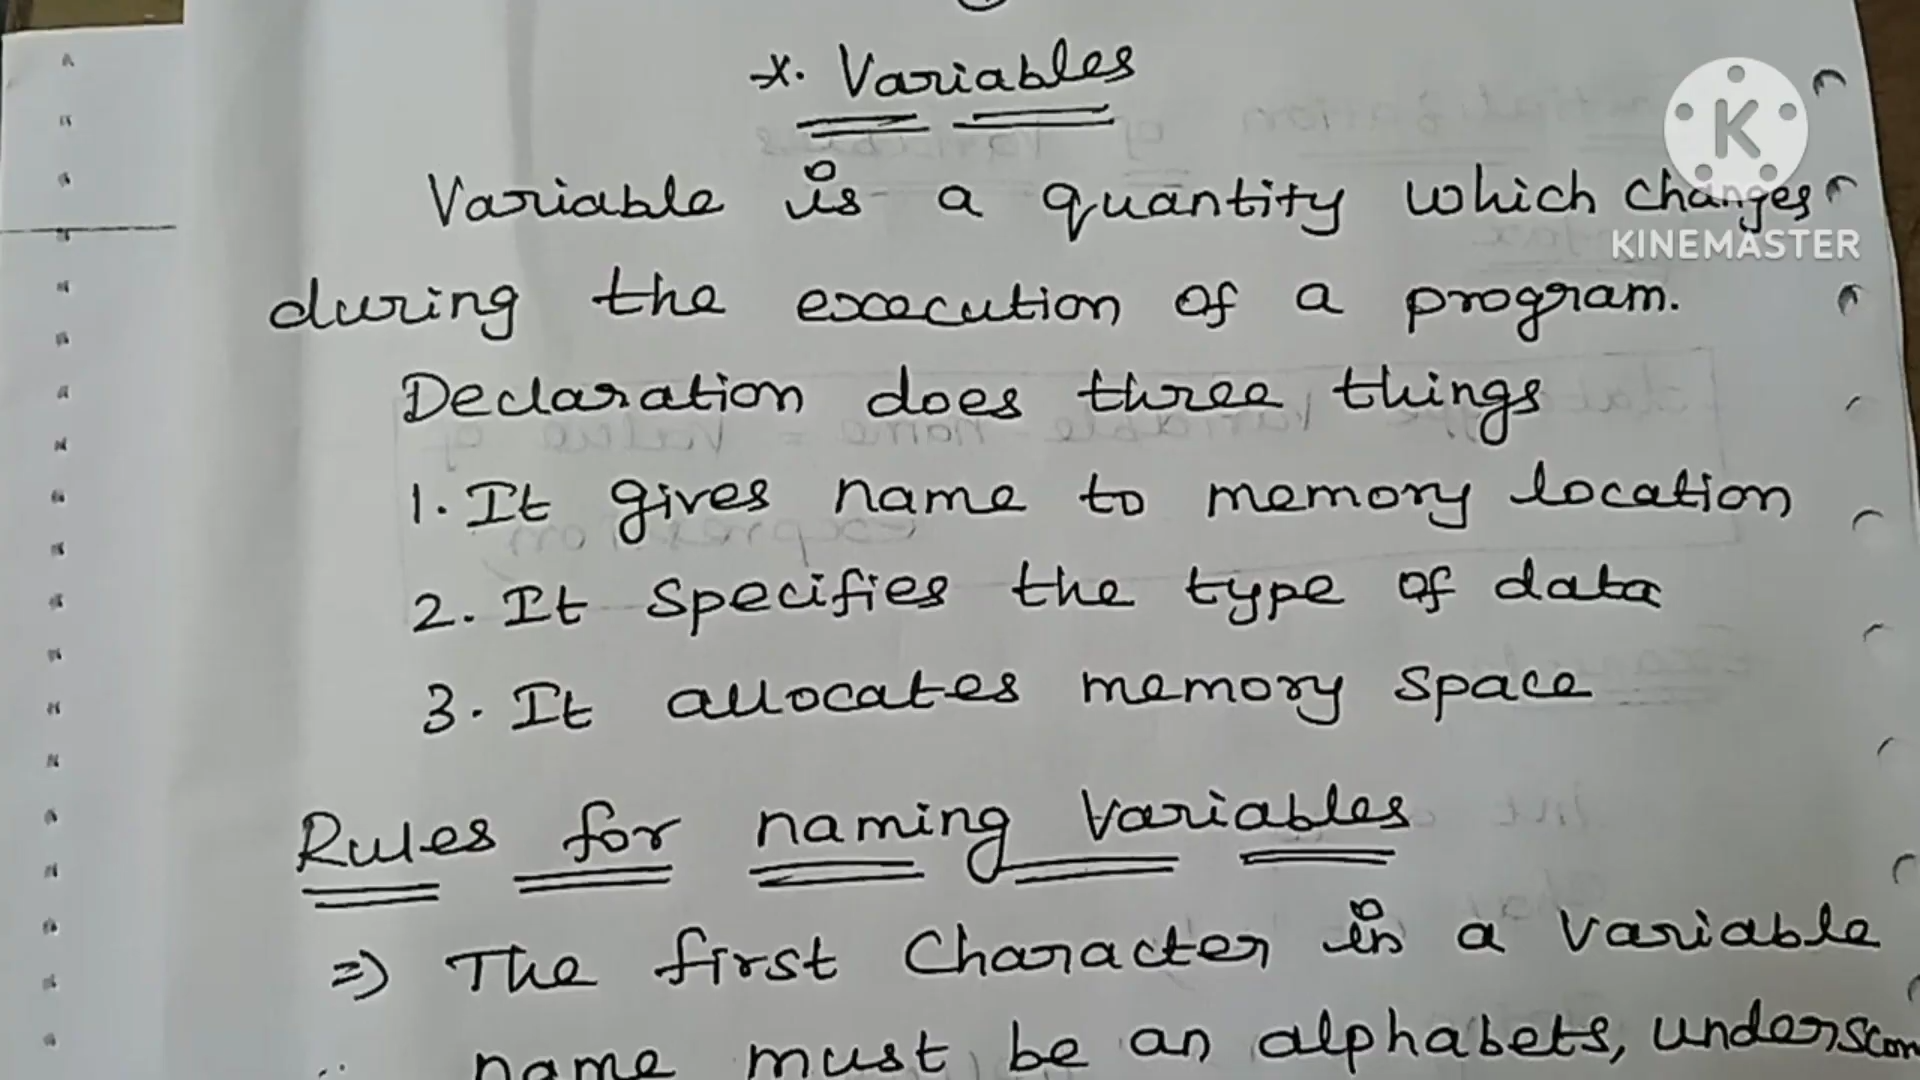 *. Variables
Variable is a quantity which changes
KINEMASTER
during the execution of a program.
Declaration does three things
1. It gives name to memory location
2. It specifies the type of data
3. It allocates memory space
Rules for naming Variables
=> The first Character in a Variable
name must be an alphabets,